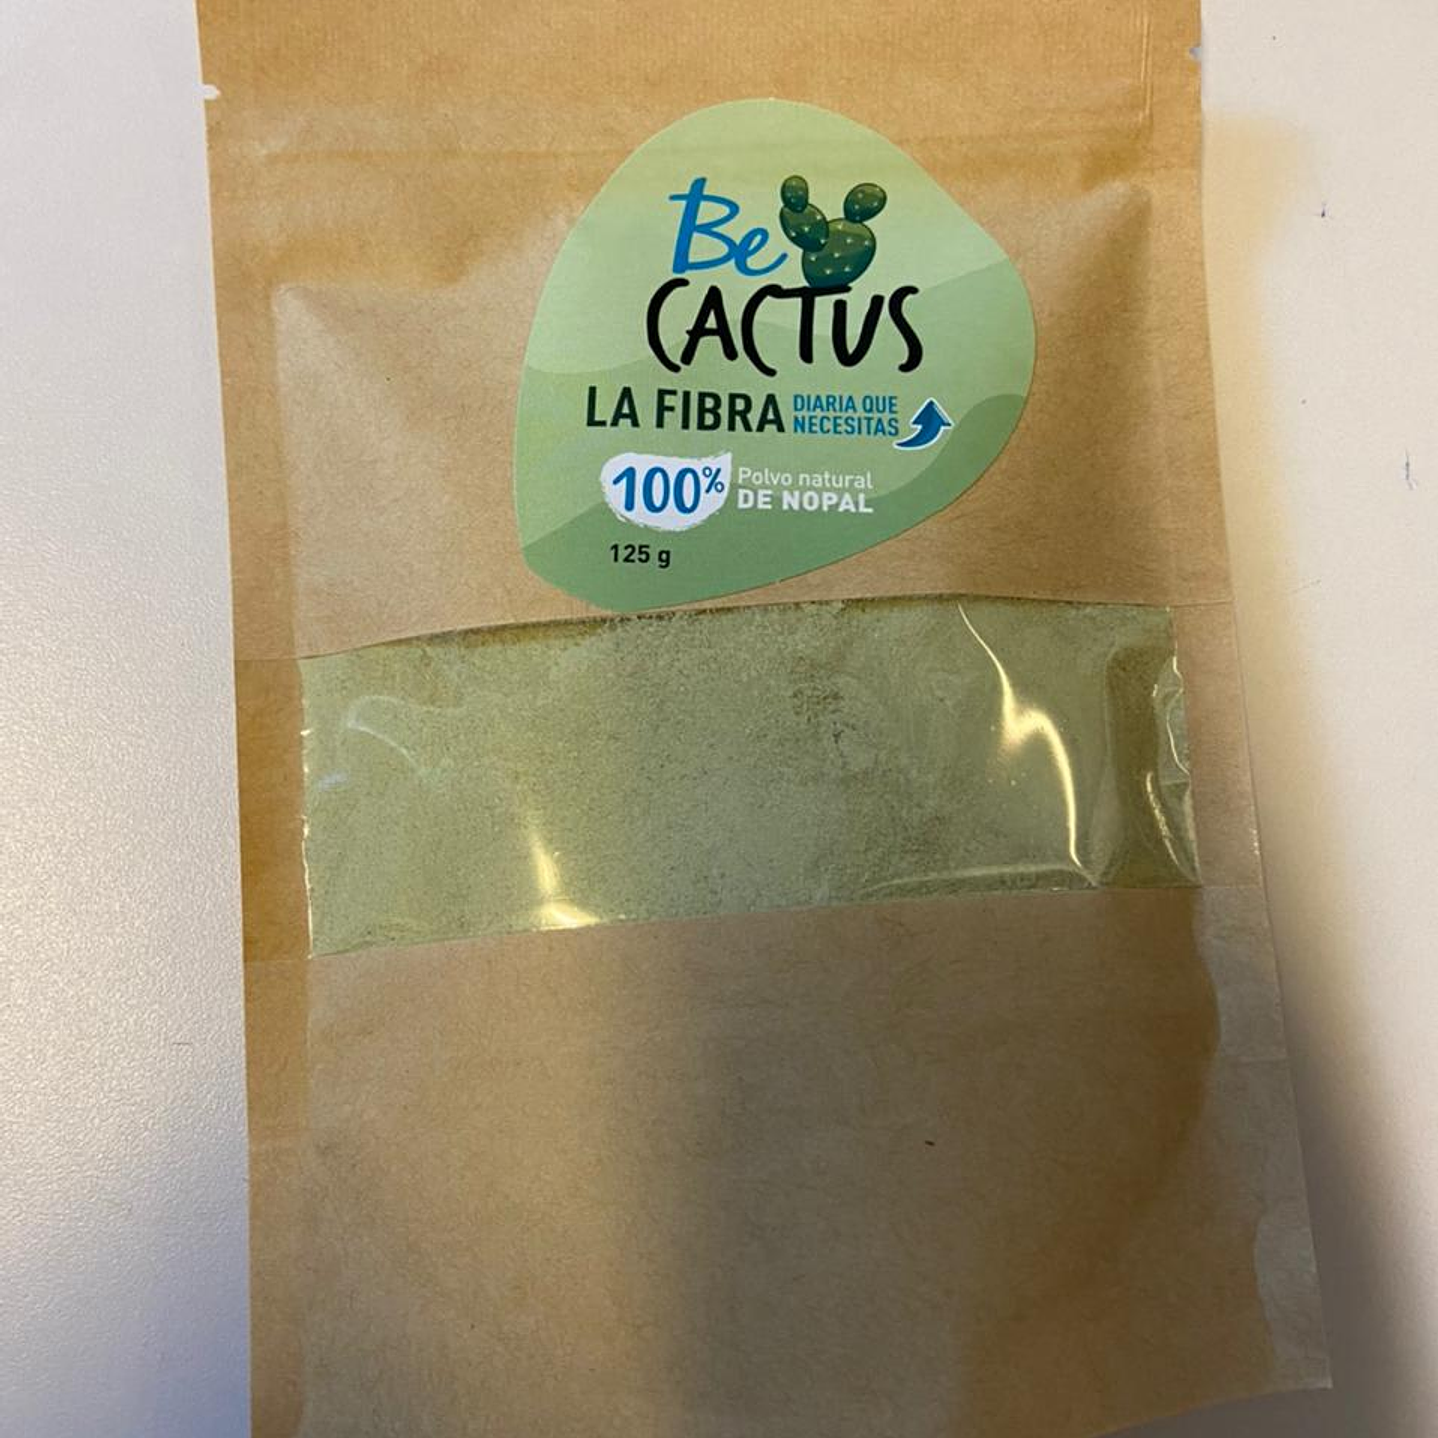 Be
CACTUS
LA FIBRA DIARIA QUE NECESITAS
100% Polvo natural DE NOPAL
125 g